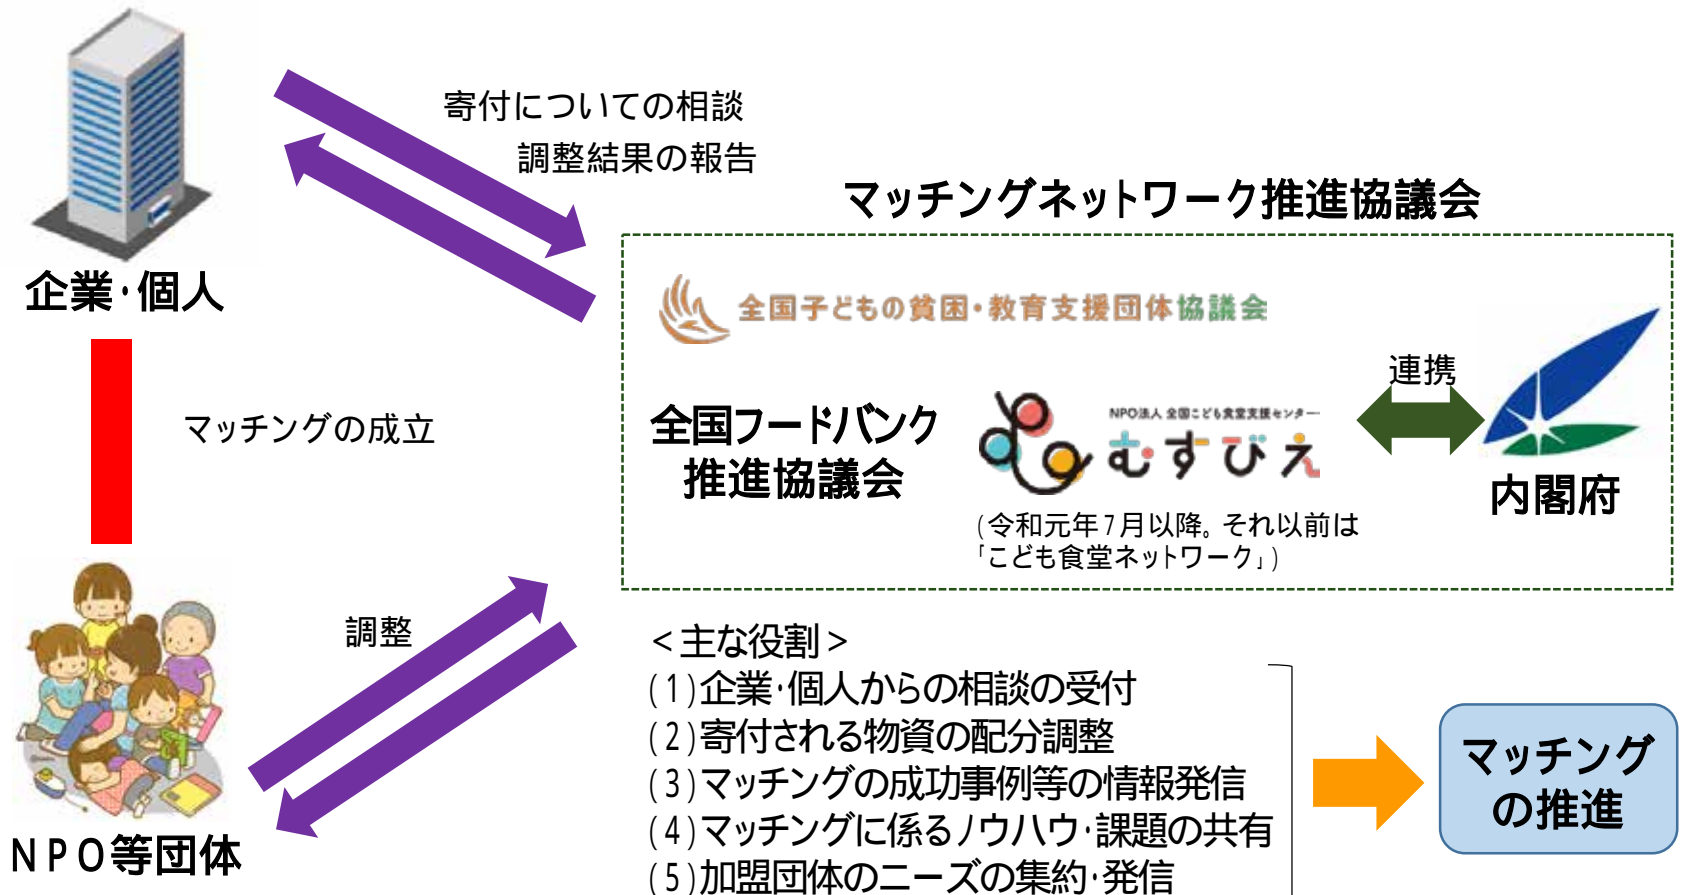 寄付についての相談
調整結果の報告
マッチングネットワーク推進協議会
企業・個人
全国子どもの貧困・教育支援団体協議会
連携
マッチングの成立
全国フードバンク
推進協議会
NPO法人 全国こども食堂支援センター
むすびえ
内閣府
(令和元年7月以降。それ以前は
「こども食堂ネットワーク」)
調整
<主な役割>
(1)企業・個人からの相談の受付
(2)寄付される物資の配分調整
(3)マッチングの成功事例等の情報発信
(4)マッチングに係るノウハウ・課題の共有
(5)加盟団体のニーズの集約・発信
マッチング
の推進
NPO等団体